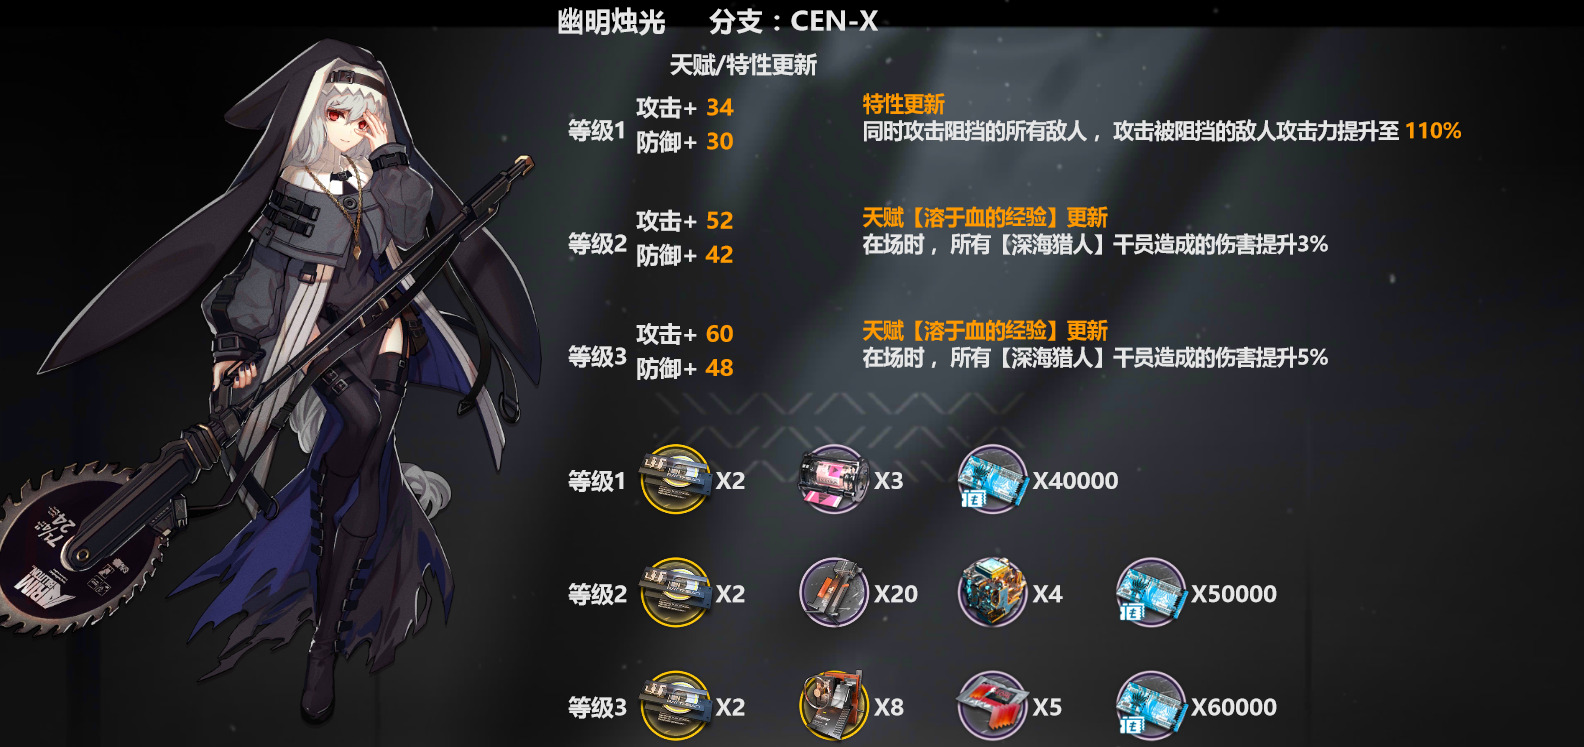 幽明烛光 分支：CEN-X
天赋/特性更新
等级1 攻击+ 34
防御+ 30
特性更新
同时攻击阻挡的所有敌人，攻击被阻挡的敌人攻击力提升至 110%
等级2 攻击+ 52
防御+ 42
天赋【溶于血的经验】更新
在场时，所有【深海猎人】干员造成的伤害提升3%
等级3 攻击+ 60
防御+ 48
天赋【溶于血的经验】更新
在场时，所有【深海猎人】干员造成的伤害提升5%
等级1 X2 X3 X40000
等级2 X2 X20 X4 X50000
等级3 X2 X8 X5 X60000